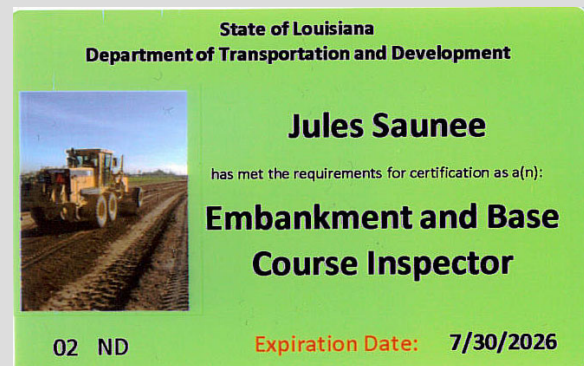 State of Louisiana
Department of Transportation and Development
Jules Saunee
has met the requirements for certification as a(n):
Embankment and Base
Course Inspector
02 ND
Expiration Date: 7/30/2026